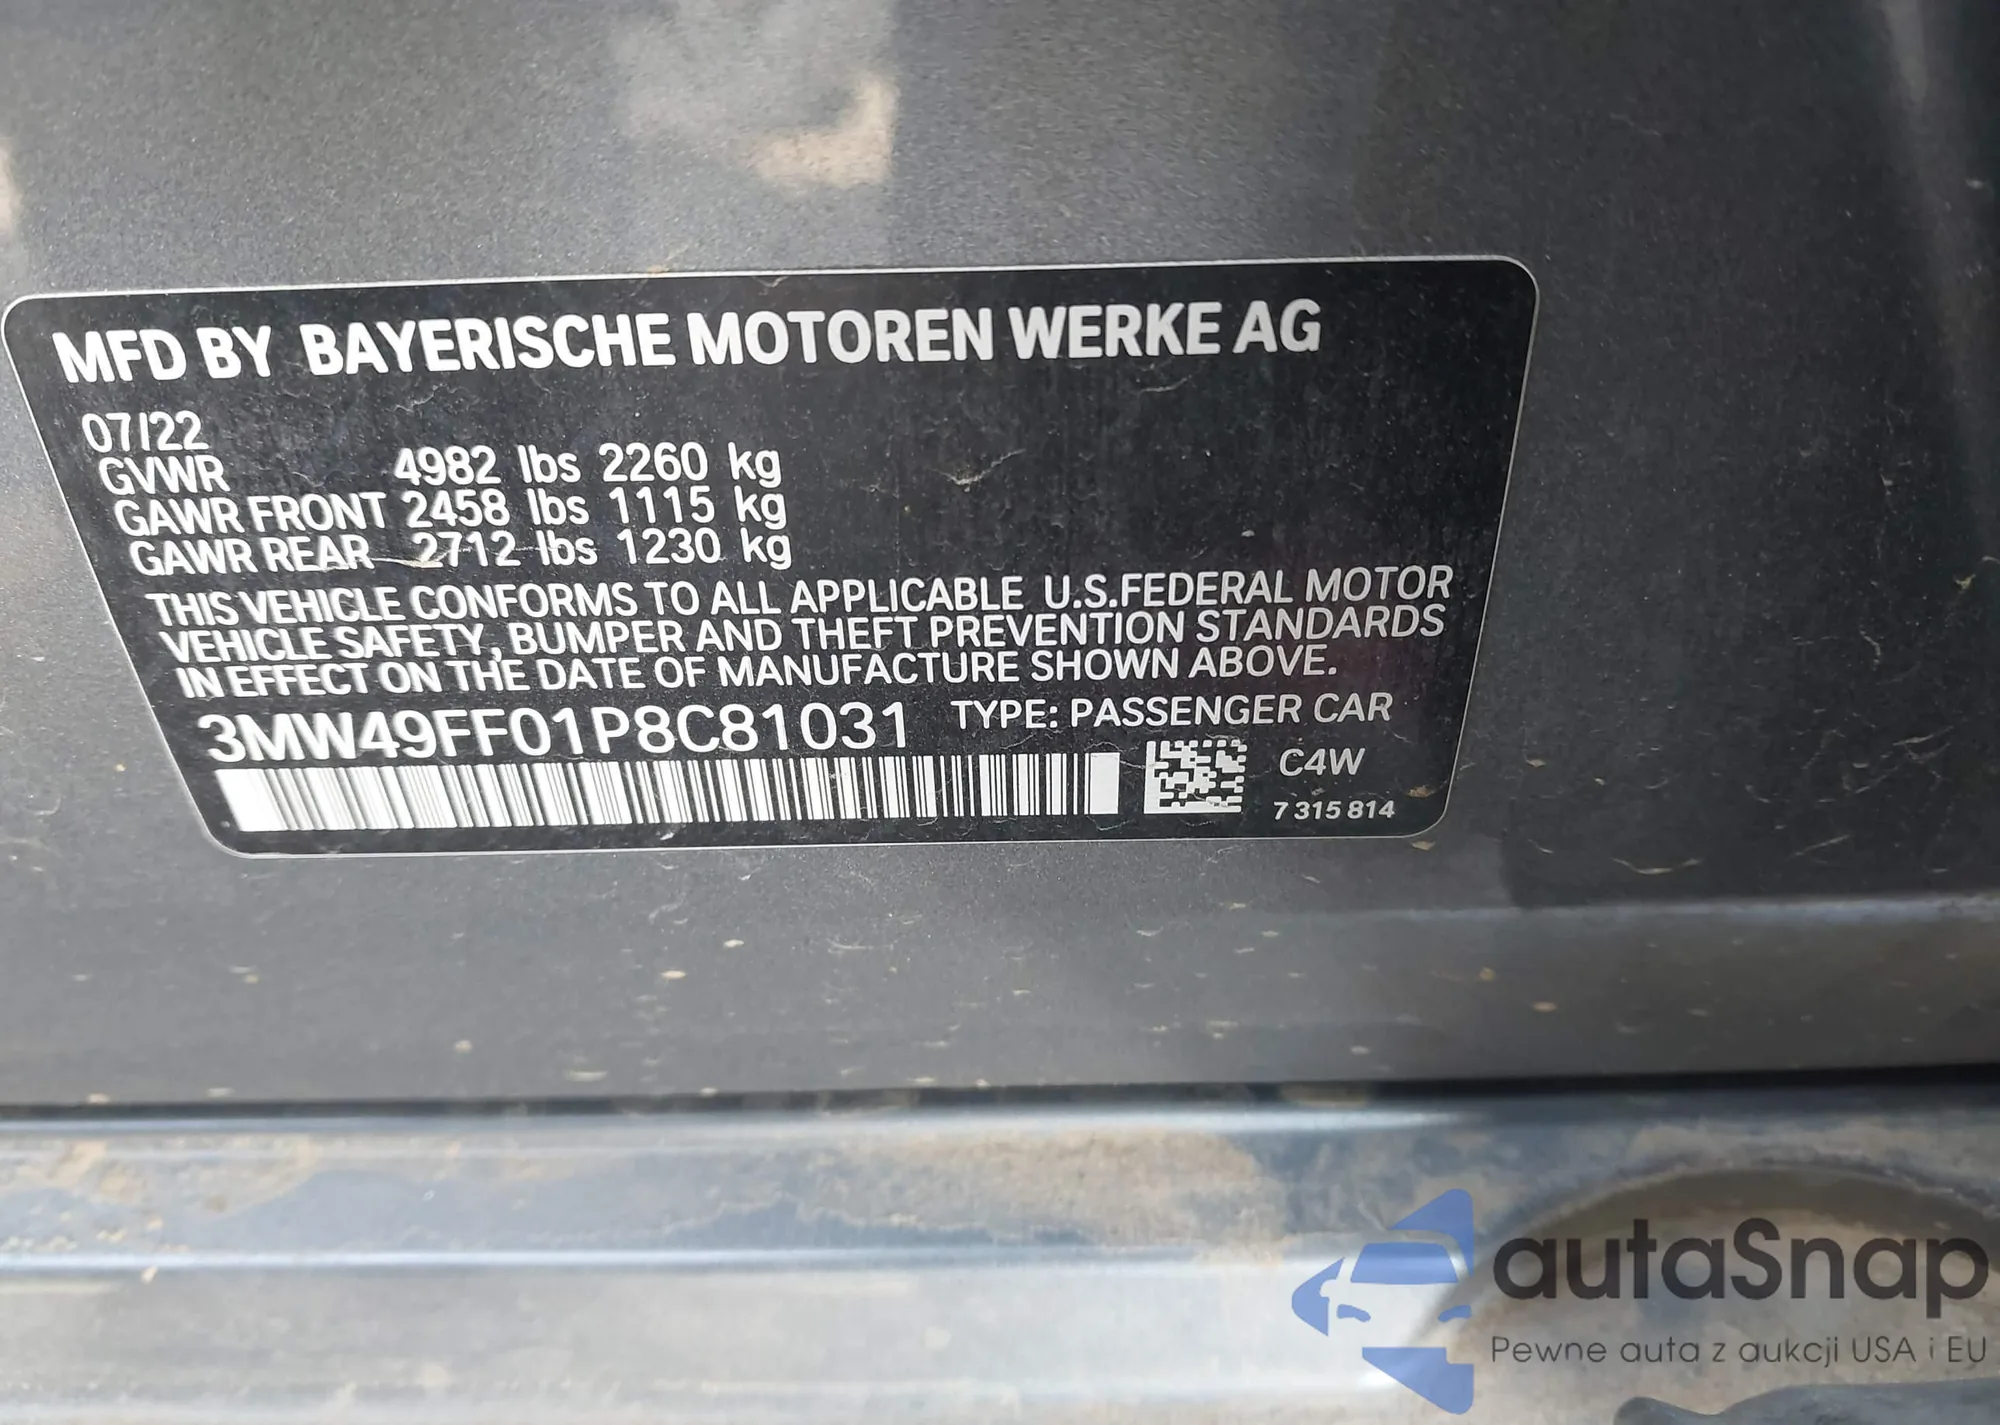 MFD BY BAYERISCHE MOTOREN WERKE AG
07/22
GVWR 4982 lbs 2260 kg
GAWR FRONT 2458 lbs 1115 kg
GAWR REAR 2712 lbs 1230 kg
THIS VEHICLE CONFORMS TO ALL APPLICABLE U.S.FEDERAL MOTOR
VEHICLE SAFETY, BUMPER AND THEFT PREVENTION STANDARDS
IN EFFECT ON THE DATE OF MANUFACTURE SHOWN ABOVE.
3MW49FF01P8C81031 TYPE: PASSENGER CAR
C4W
7 315 814
autaSnap
Pewne auta z aukcji USA i EU